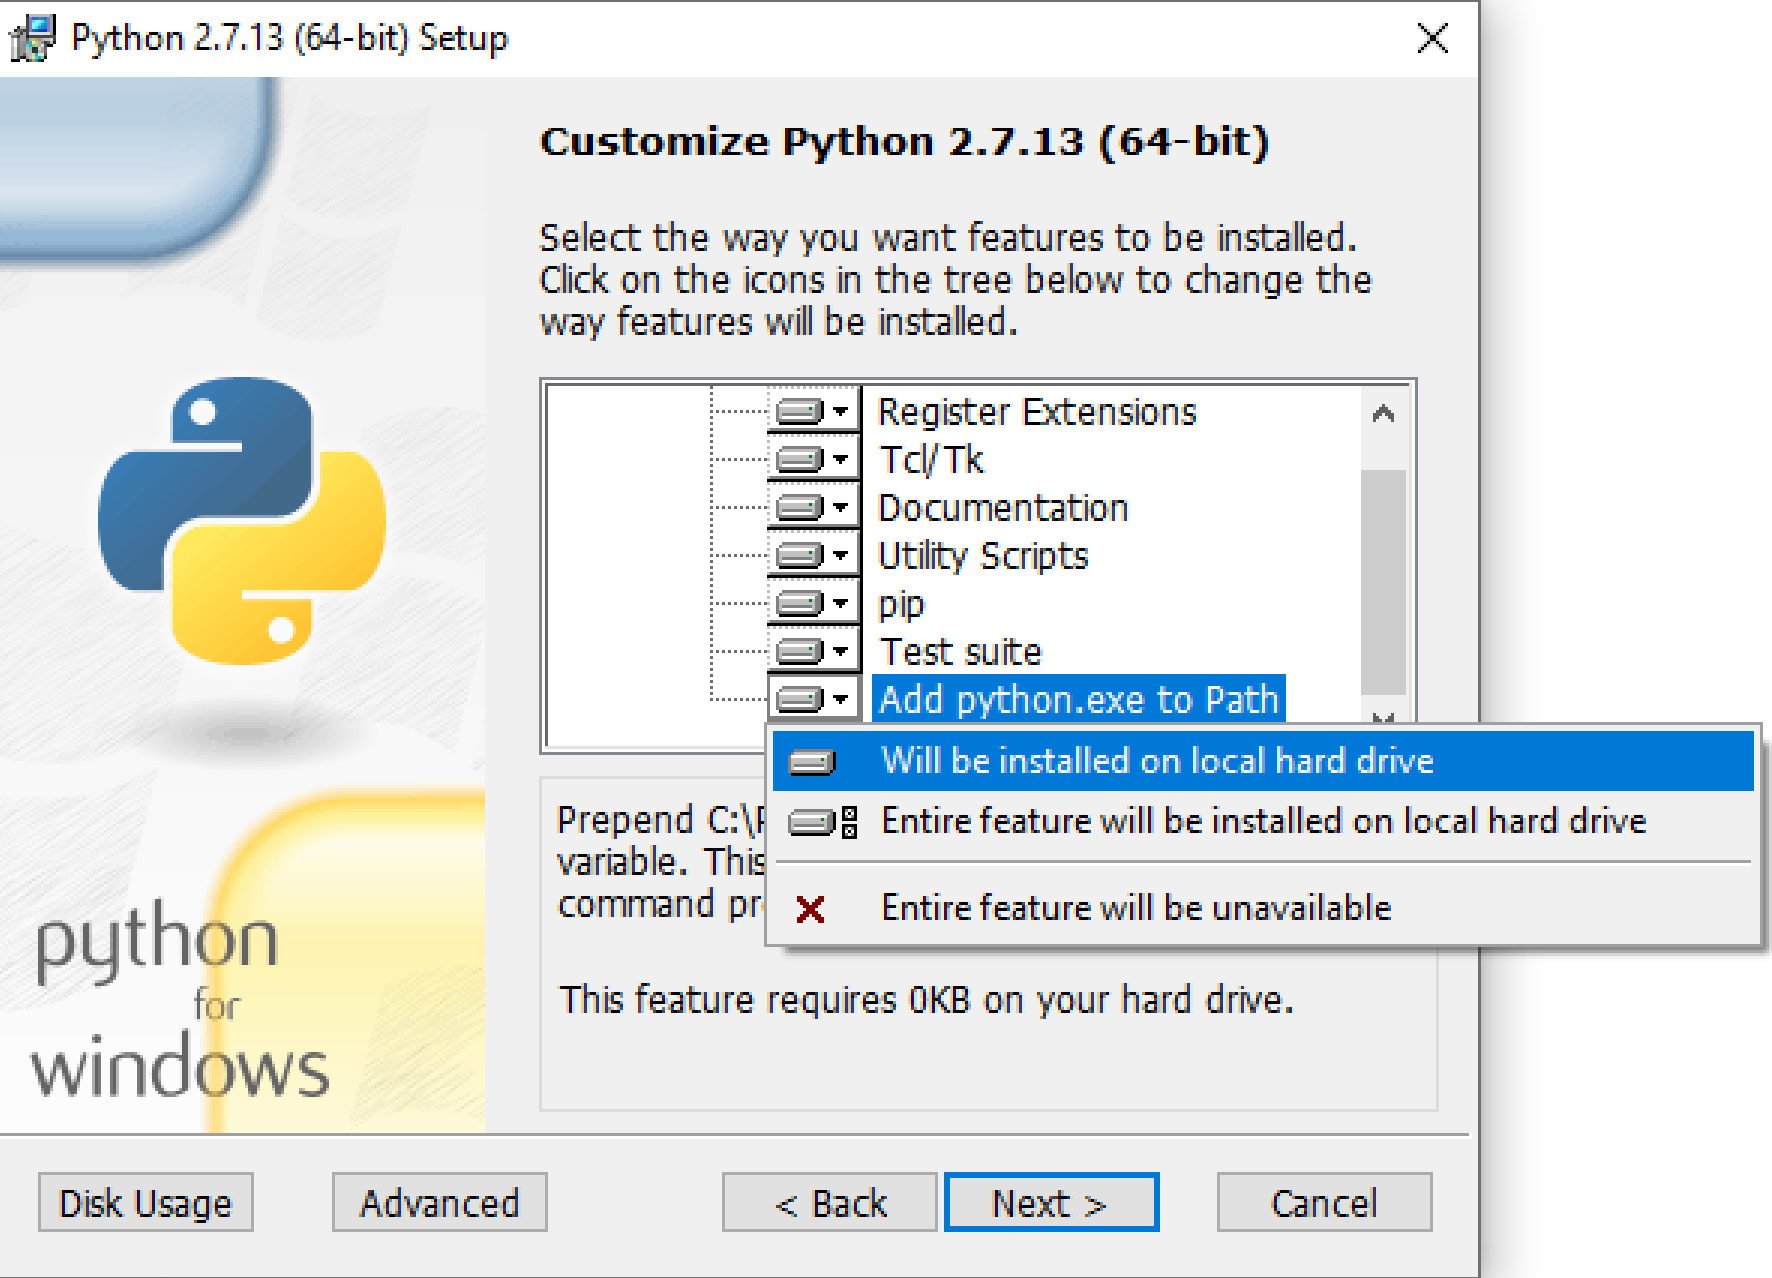 Python 2.7.13 (64-bit) Setup
Customize Python 2.7.13 (64-bit)
Select the way you want features to be installed.
Click on the icons in the tree below to change the
way features will be installed.
Register Extensions
Tcl/Tk
Documentation
Utility Scripts
pip
Test suite
Add python.exe to Path
Will be installed on local hard drive
Entire feature will be installed on local hard drive
Entire feature will be unavailable
Prepend C:\
variable. This
command
This feature requires 0KB on your hard drive.
python
for
windows
Disk Usage
Advanced
< Back
Next >
Cancel